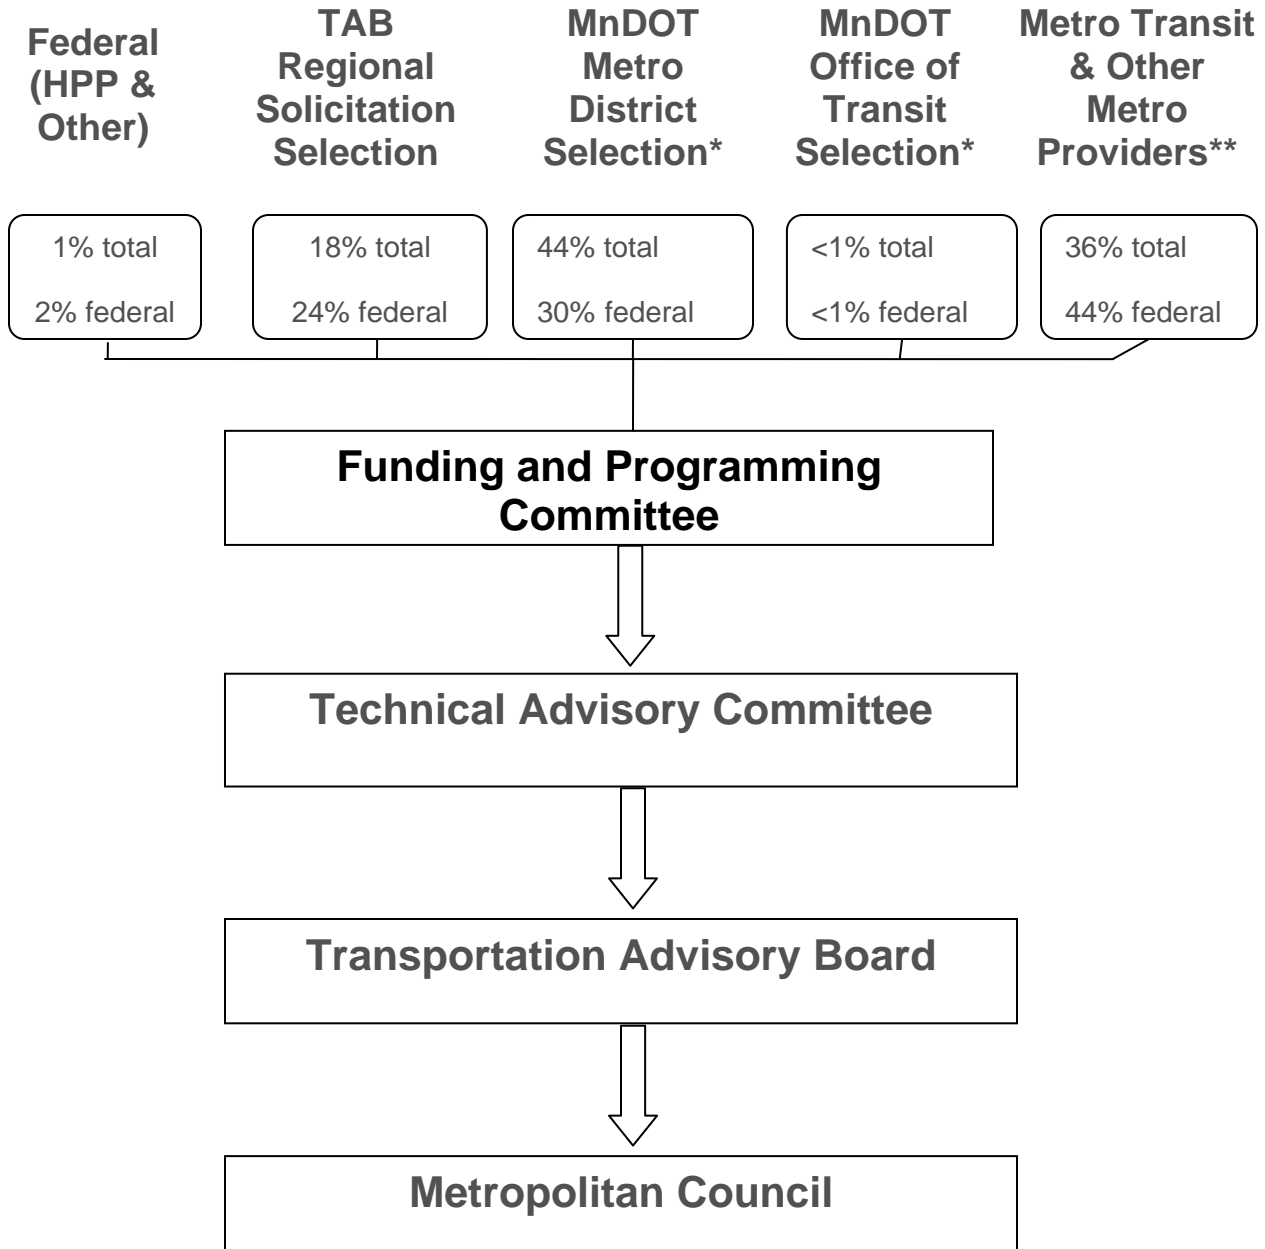 Federal
(HPP &
Other)
TAB
Regional
Solicitation
Selection
MnDOT
Metro
District
Selection*
MnDOT
Office of
Transit
Selection*
Metro Transit
& Other
Metro
Providers**
1% total
2% federal
18% total
24% federal
44% total
30% federal
<1% total
<1% federal
36% total
44% federal
Funding and Programming
Committee
Technical Advisory Committee
Transportation Advisory Board
Metropolitan Council